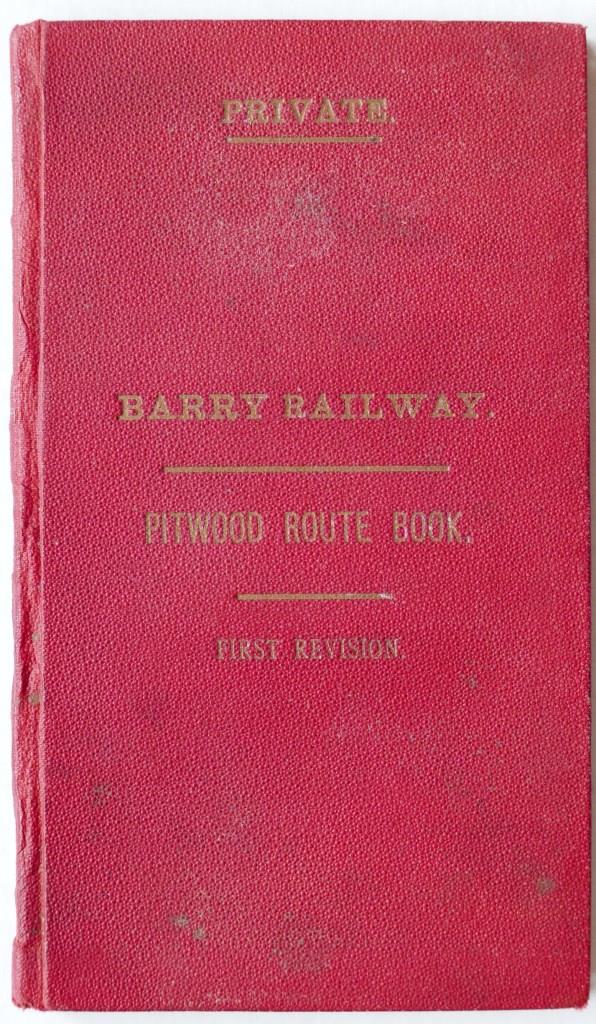 PRIVATE.
BARRY RAILWAY.
PITWOOD ROUTE BOOK.
FIRST REVISION.